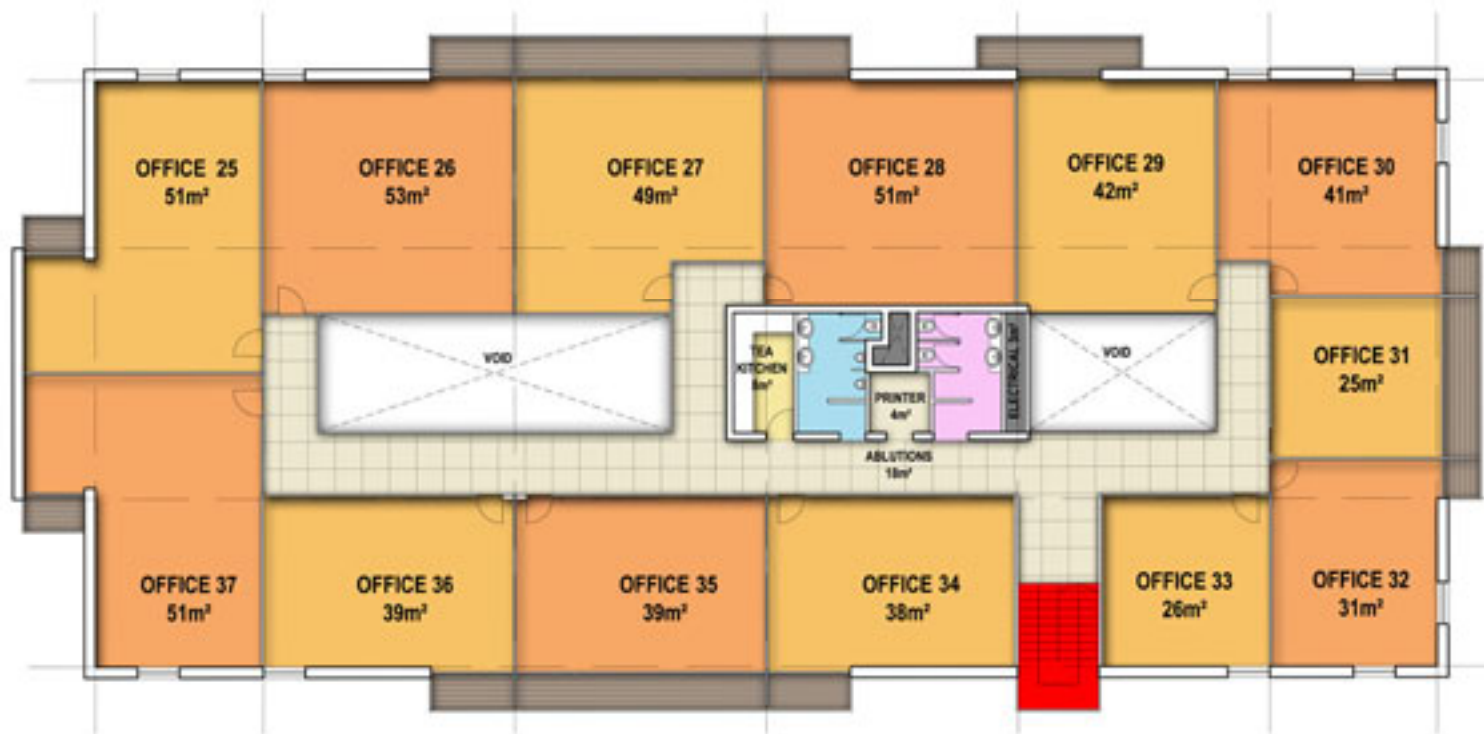 OFFICE 25
51m²
OFFICE 26
53m²
OFFICE 27
49m²
OFFICE 28
51m²
OFFICE 29
42m²
OFFICE 30
41m²
VOID
TEA
KITCHEN
PRINTER
4m²
ELECTRICAL 3m²
VOID
OFFICE 31
25m²
ABLUTIONS
18m²
OFFICE 37
51m²
OFFICE 36
39m²
OFFICE 35
39m²
OFFICE 34
38m²
OFFICE 33
26m²
OFFICE 32
31m²